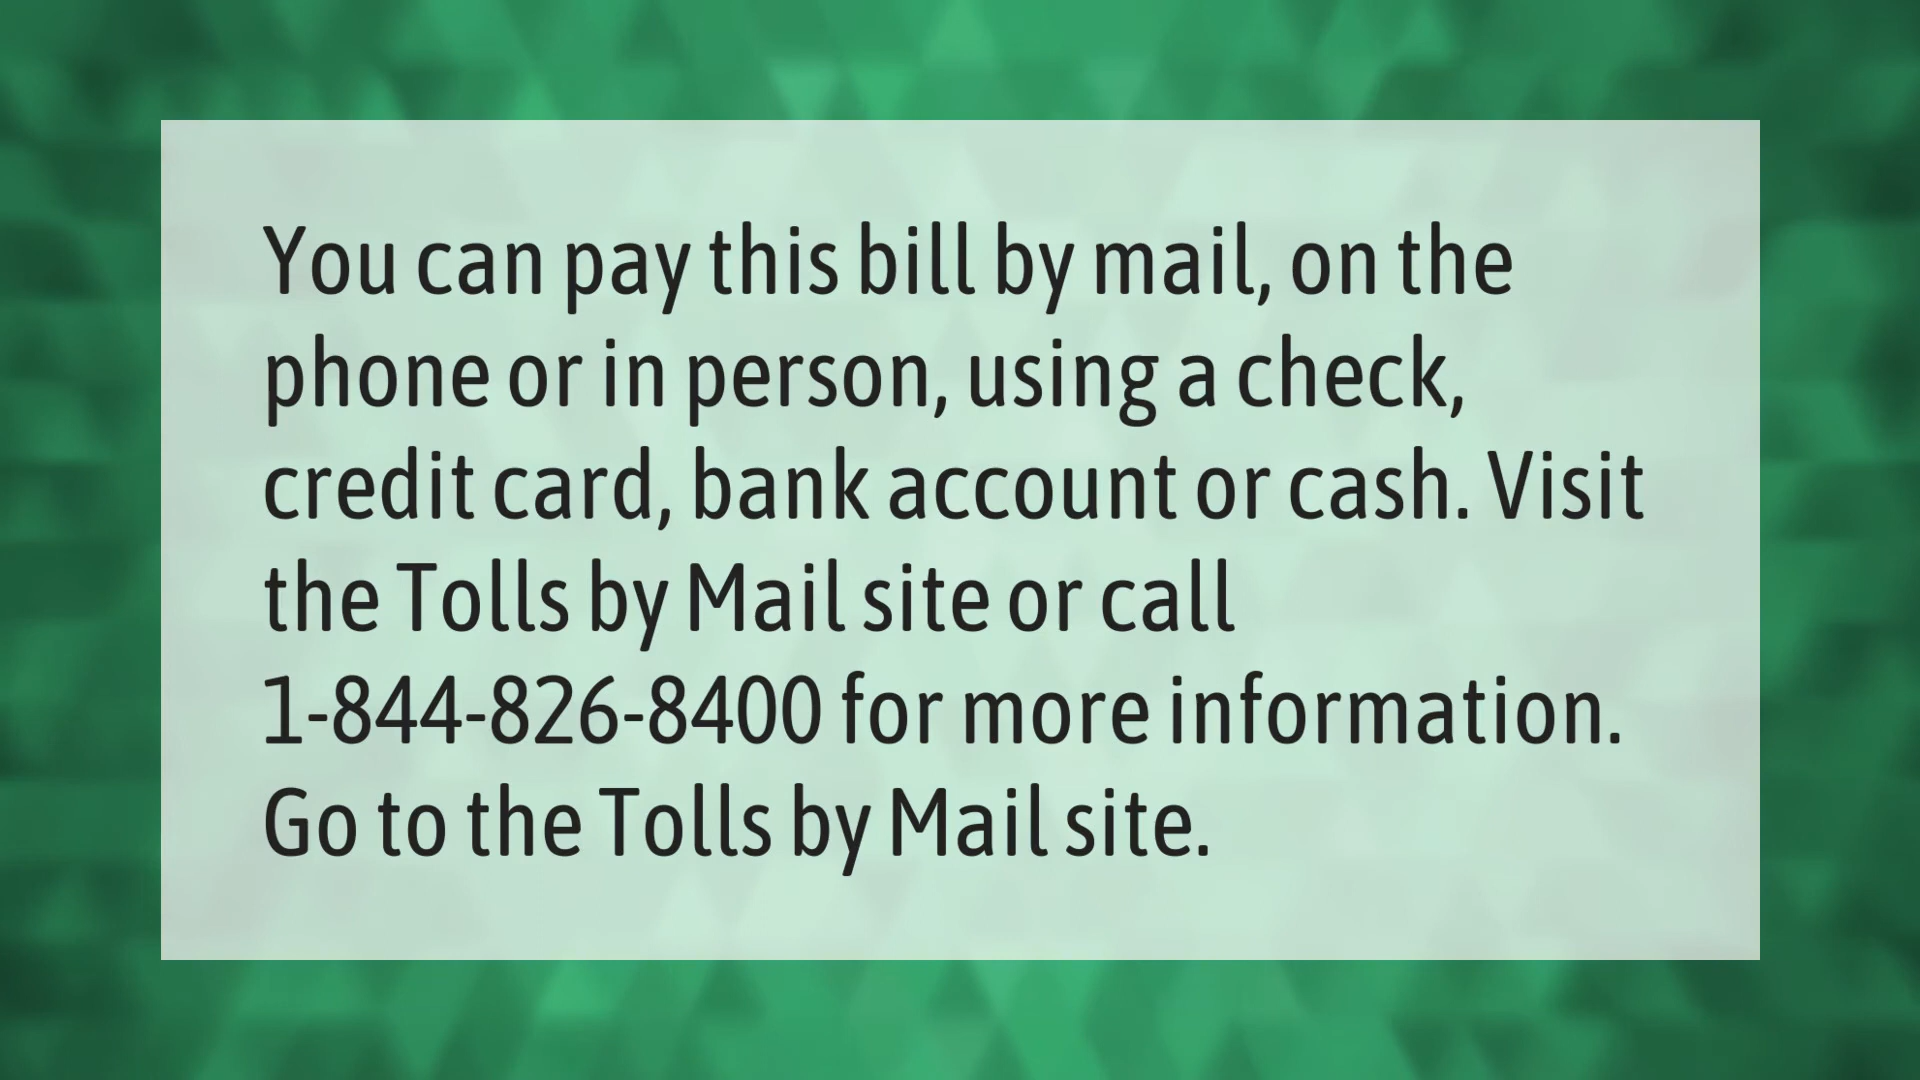 You can pay this bill by mail, on the
phone or in person, using a check,
credit card, bank account or cash. Visit
the Tolls by Mail site or call
1-844-826-8400 for more information.
Go to the Tolls by Mail site.